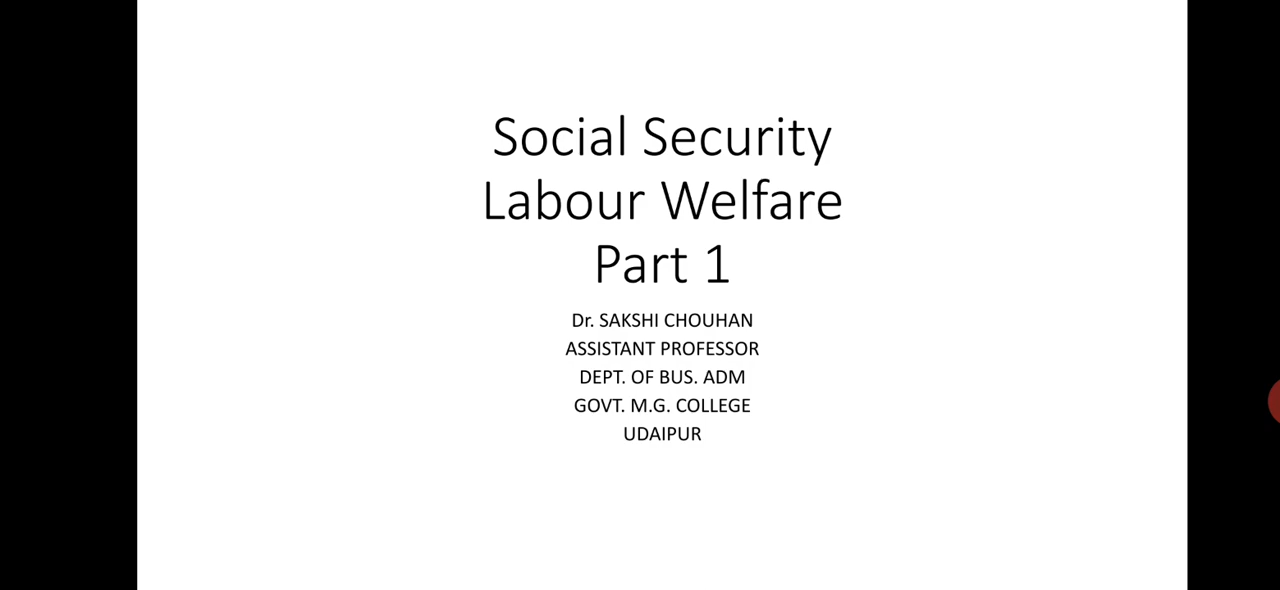 Social Security
Labour Welfare
Part 1
Dr. SAKSHI CHOUHAN
ASSISTANT PROFESSOR
DEPT. OF BUS. ADM
GOVT. M.G. COLLEGE
UDAIPUR